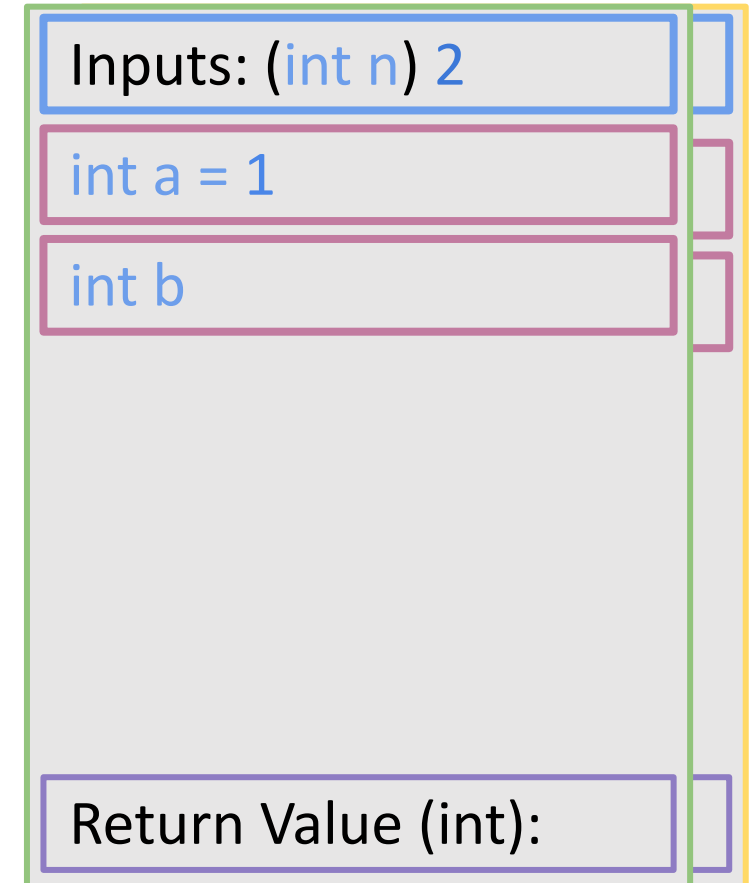 Inputs: (int n) 2
int a = 1
int b
Return Value (int):